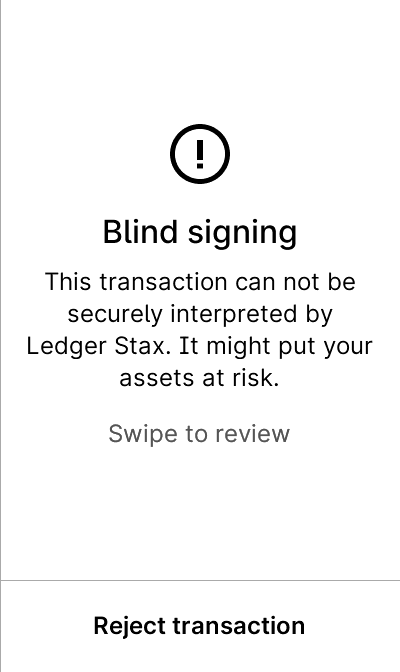 Blind signing
This transaction can not be
securely interpreted by
Ledger Stax. It might put your
assets at risk.
Swipe to review
Reject transaction